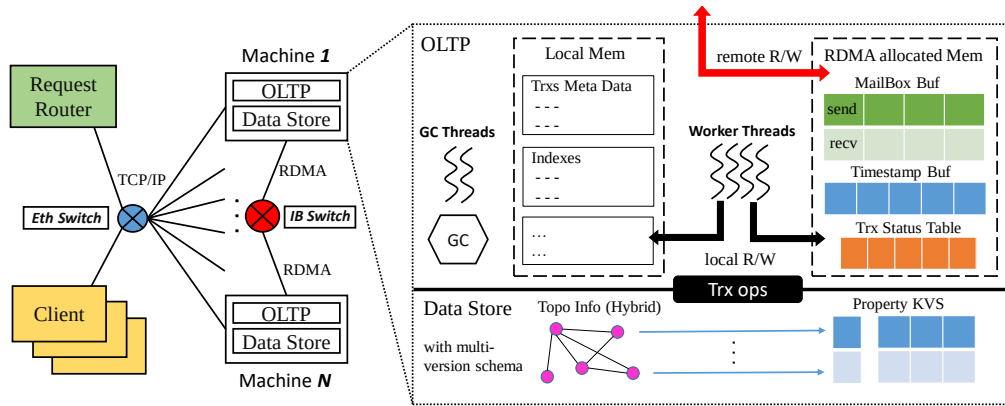 Machine 1
OLTP
Data Store
Request
Router
TCP/IP
RDMA
Eth Switch
IB Switch
RDMA
Client
OLTP
Data Store
Machine N
OLTP
Local Mem
Trxs Meta Data
- - -
- - -
Indexes
- - -
- - -
...
...
GC Threads
GC
remote R/W
Worker Threads
local R/W
RDMA allocated Mem
MailBox Buf
send
recv
Timestamp Buf
Trx Status Table
Trx ops
Data Store
with multi-
version schema
Topo Info (Hybrid)
Property KVS